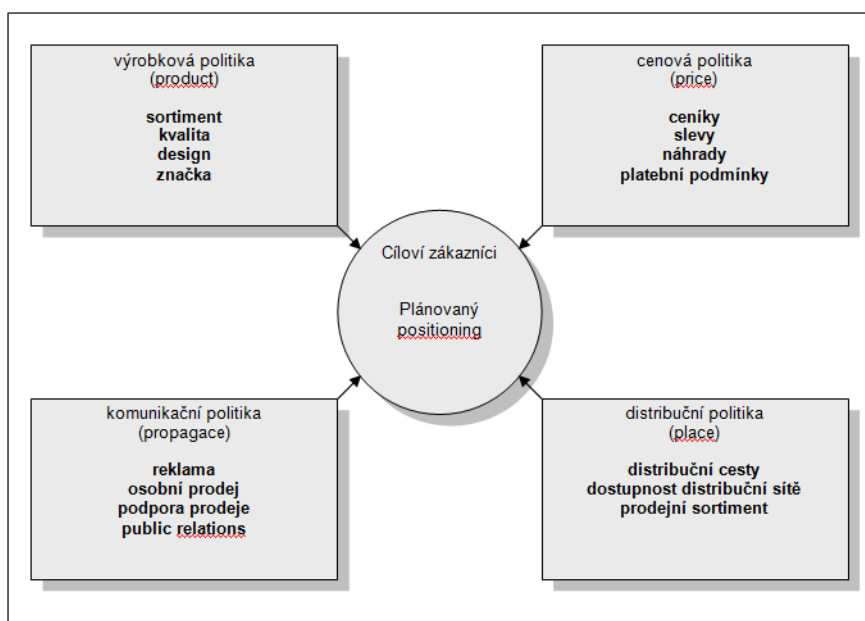 výrobková politika
(product)
sortiment
kvalita
design
značka
cenová politika
(price)
ceníky
slevy
náhrady
platební podmínky
Cíloví zákazníci
Plánovaný
positioning
komunikační politika
(propagace)
reklama
osobní prodej
podpora prodeje
public relations
distribuční politika
(place)
distribuční cesty
dostupnost distribuční sítě
prodejní sortiment